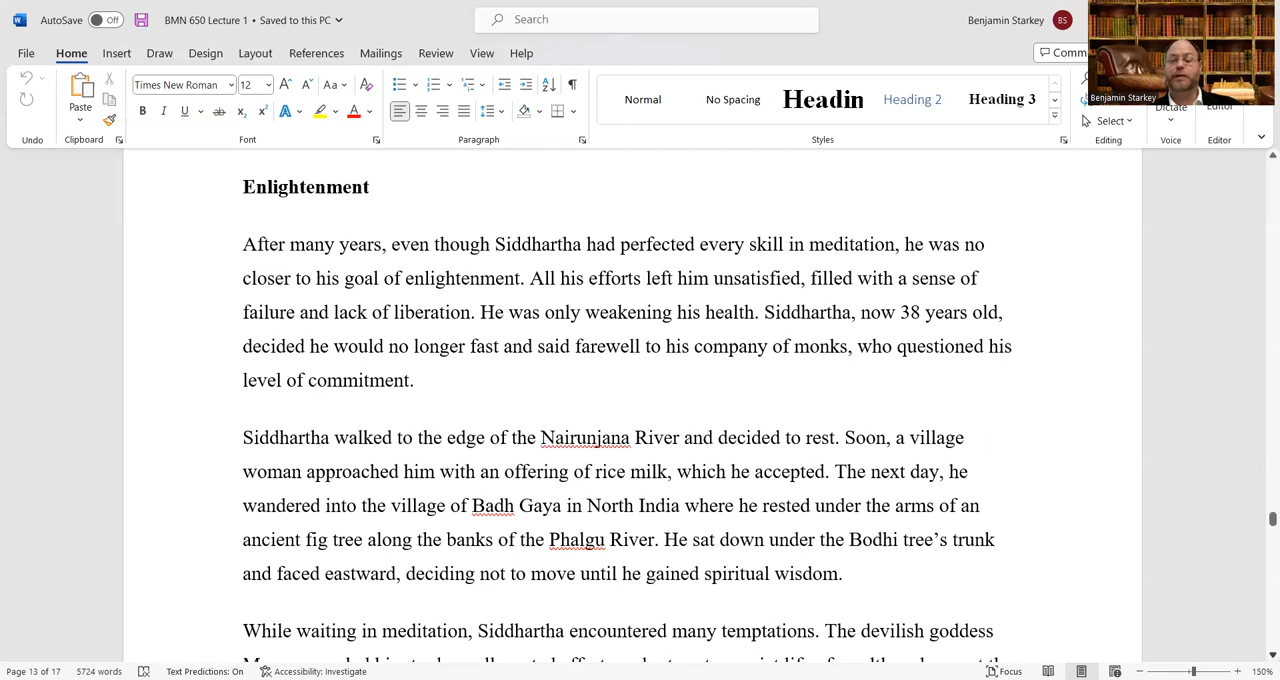 AutoSave Off BMN 650 Lecture 1 • Saved to this PC Search Benjamin Starkey BS
File Home Insert Draw Design Layout References Mailings Review View Help Comm
Benjamin Starkey
Paste Times New Roman 12 Aa Normal No Spacing Headin Heading 2 Heading 3 Select Dictate Editor
B I U ab x₂ x² A A
Undo Clipboard Font Paragraph Styles Editing Voice Editor
Enlightenment
After many years, even though Siddhartha had perfected every skill in meditation, he was no
closer to his goal of enlightenment. All his efforts left him unsatisfied, filled with a sense of
failure and lack of liberation. He was only weakening his health. Siddhartha, now 38 years old,
decided he would no longer fast and said farewell to his company of monks, who questioned his
level of commitment.
Siddhartha walked to the edge of the Nairunjana River and decided to rest. Soon, a village
woman approached him with an offering of rice milk, which he accepted. The next day, he
wandered into the village of Badh Gaya in North India where he rested under the arms of an
ancient fig tree along the banks of the Phalgu River. He sat down under the Bodhi tree’s trunk
and faced eastward, deciding not to move until he gained spiritual wisdom.
While waiting in meditation, Siddhartha encountered many temptations. The devilish goddess
Page 13 of 17 5724 words Text Predictions: On Accessibility: Investigate Focus 150%